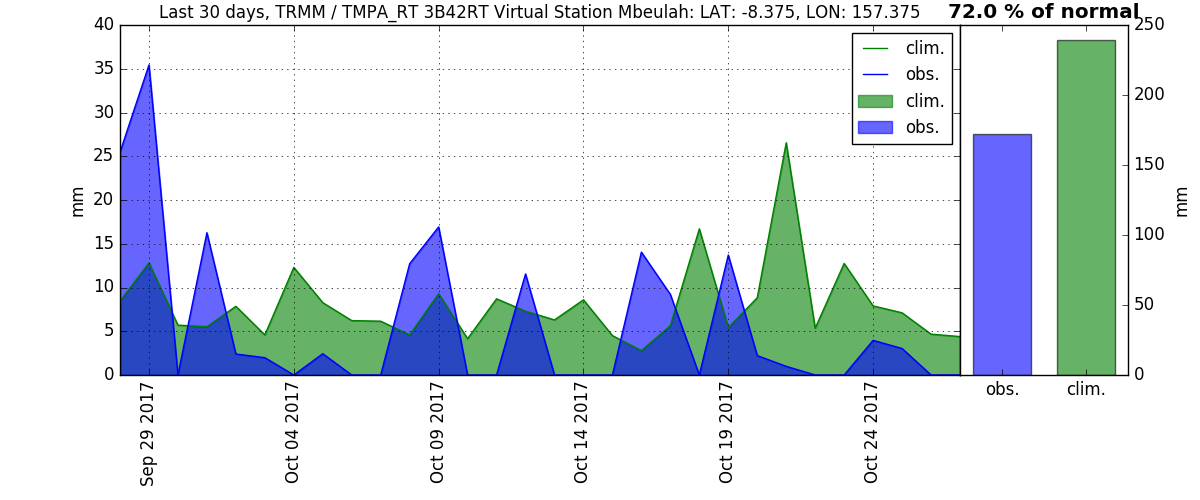 Last 30 days, TRMM / TMPA_RT 3B42RT Virtual Station Mbeulah: LAT: -8.375, LON: 157.375
72.0 % of normal
40
35
30
25
20
15
10
5
0
mm
clim.
obs.
clim.
obs.
Sep 29 2017
Oct 04 2017
Oct 09 2017
Oct 14 2017
Oct 19 2017
Oct 24 2017
250
200
150
100
50
0
mm
obs.
clim.